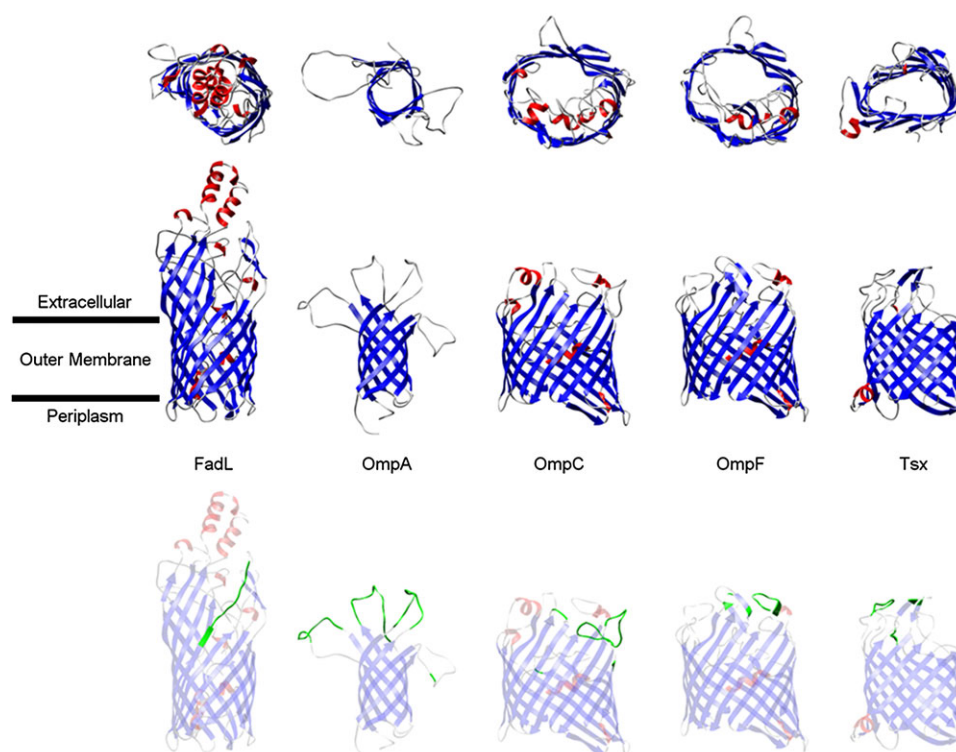 Extracellular
Outer Membrane
Periplasm
FadL OmpA OmpC OmpF Tsx